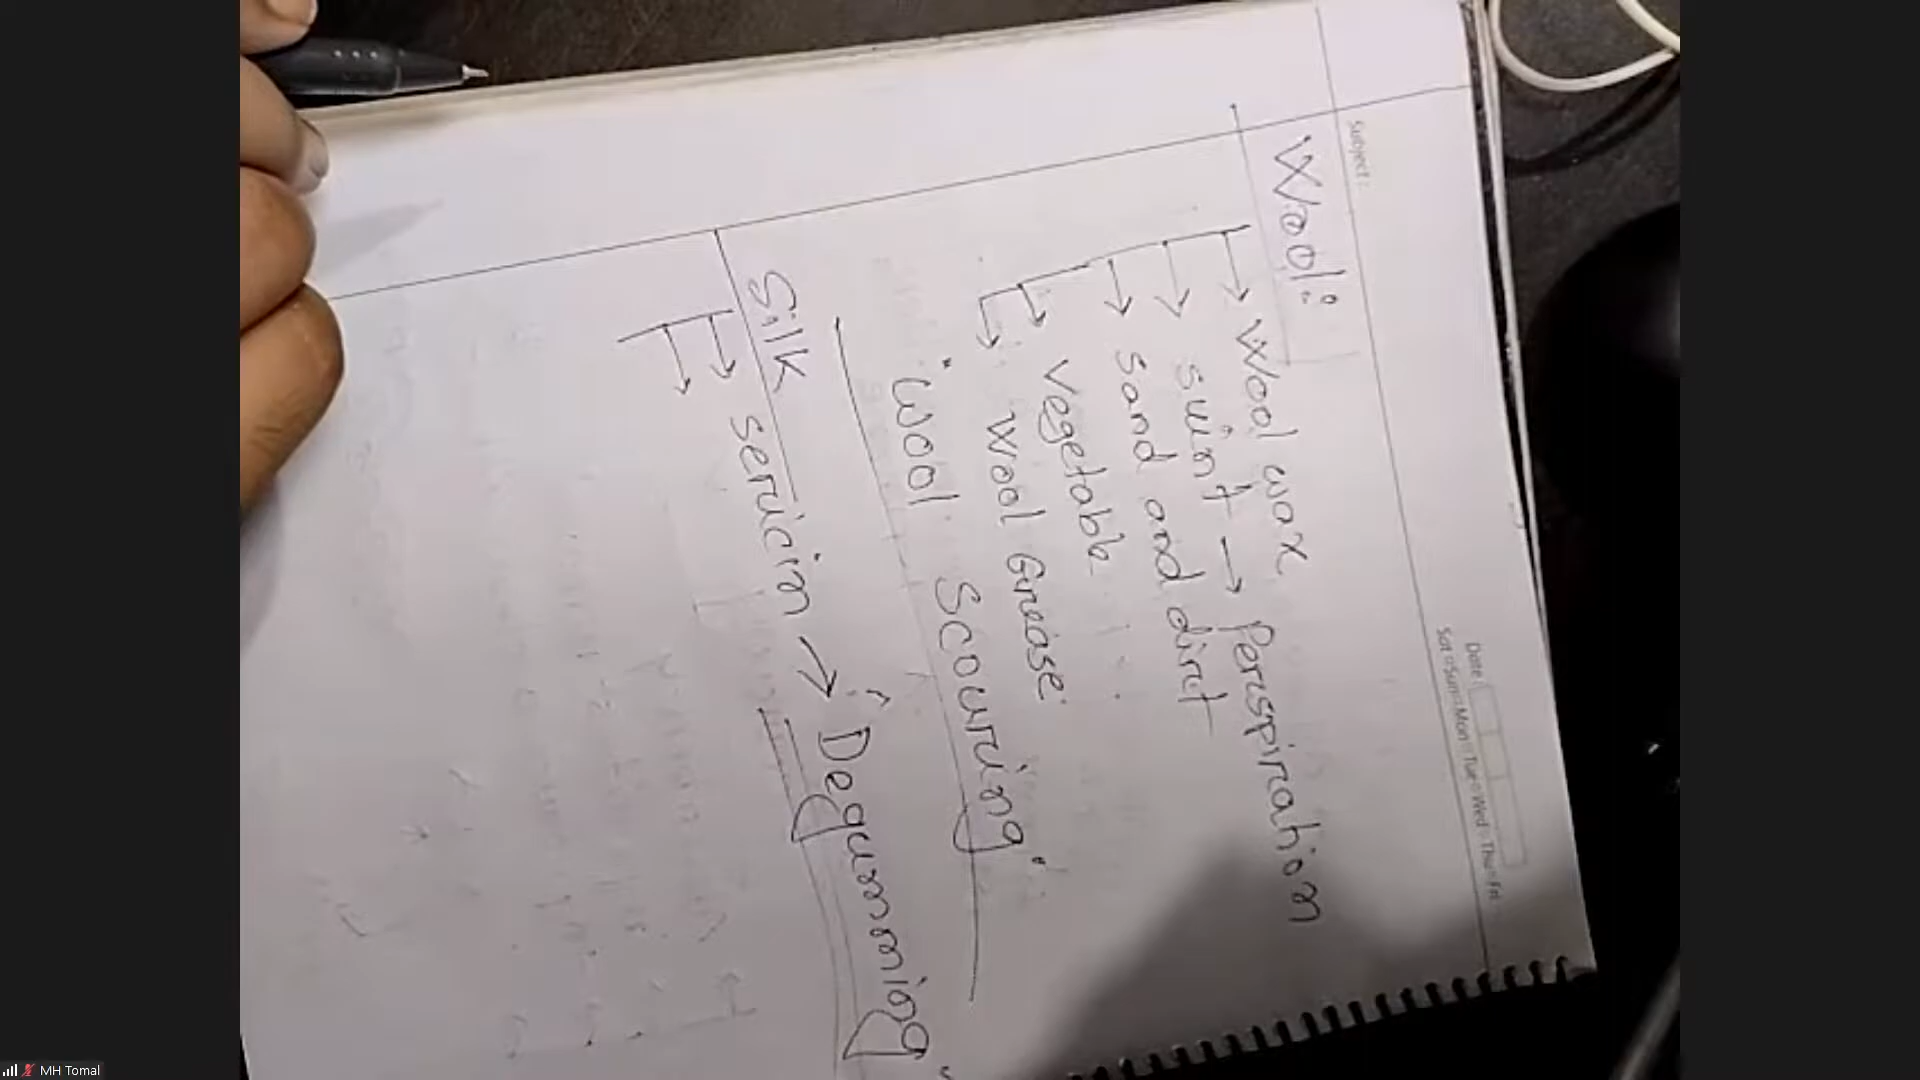 Subject :
Date :
Sat Sun Mon Tue Wed Thu Fri
Wool:
→ Wool wax
→ suint → Perspiration
→ sand and dirt
→ Vegetable
→ Wool Grease
"Wool Scouring"
Silk
→ sericin → "Degumming"
→
MH Tomal